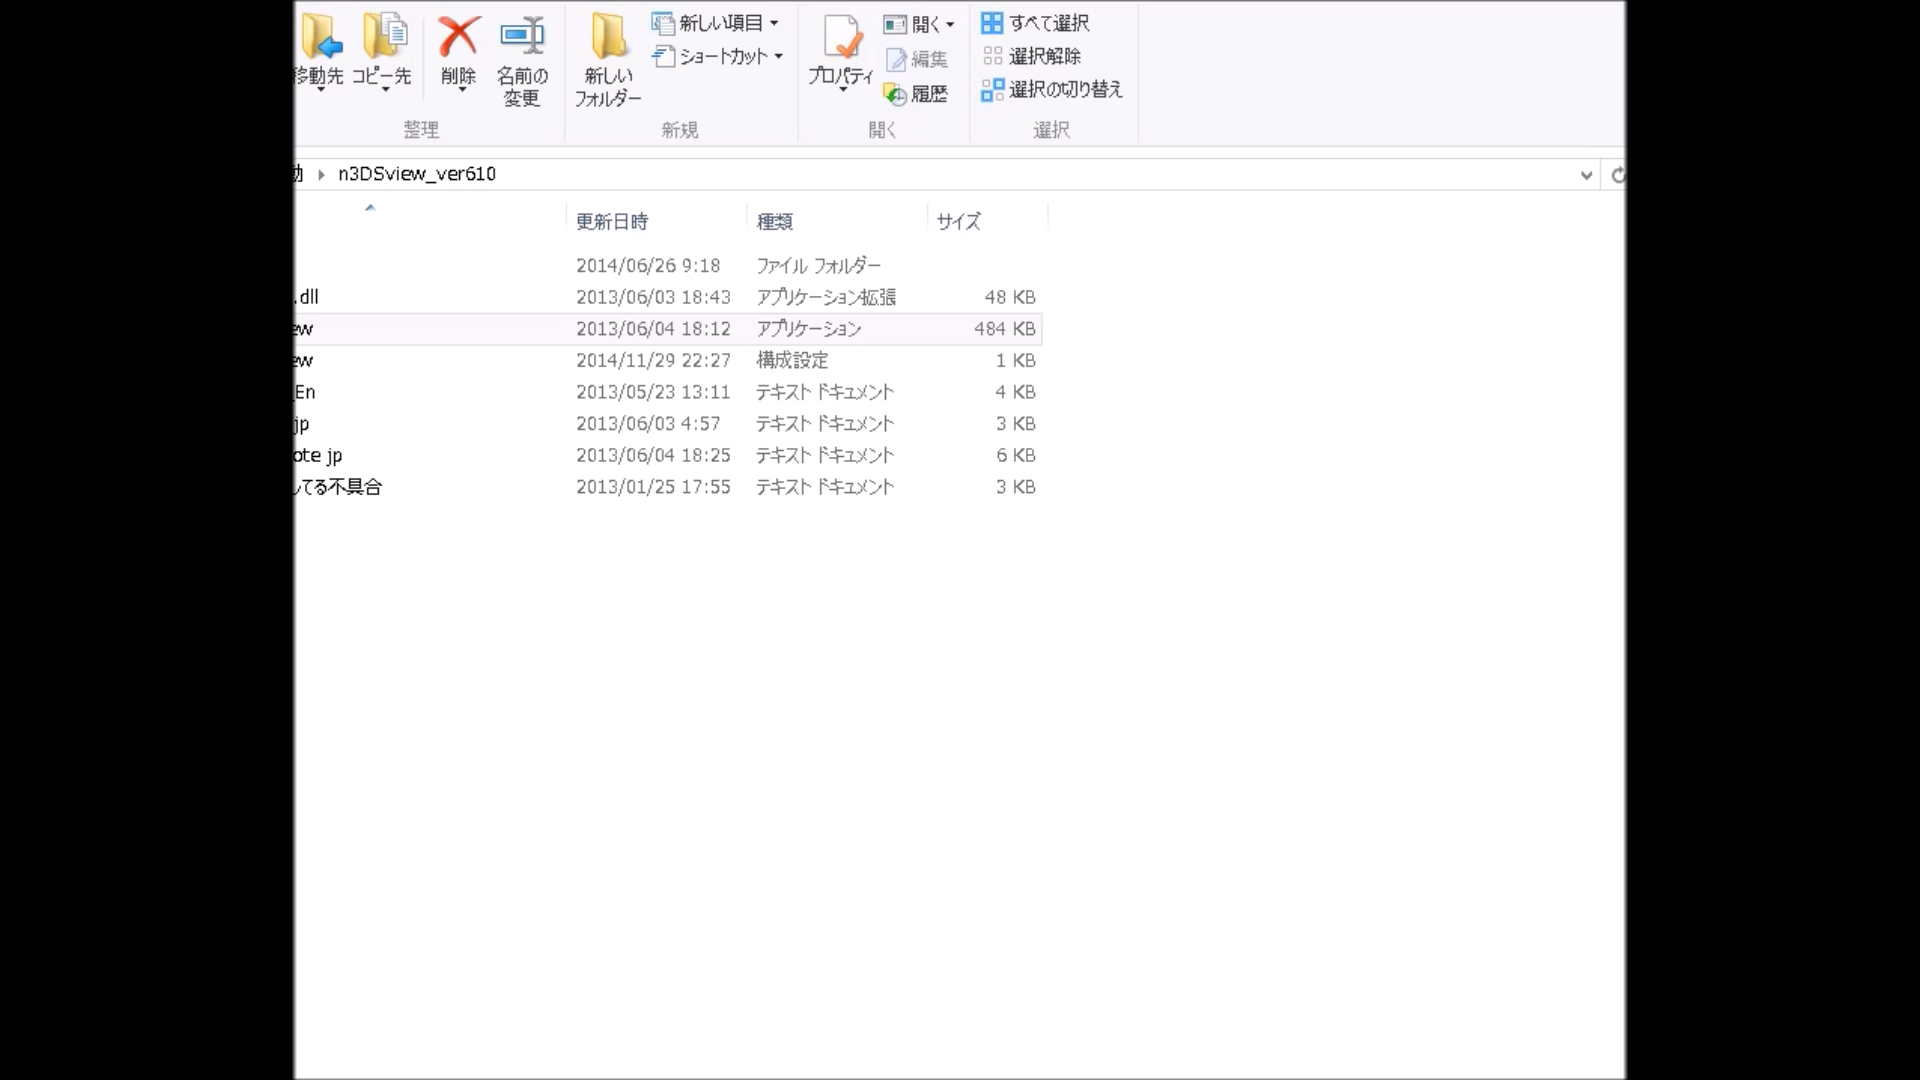 移動先 コピー先 削除 名前の変更 新しいフォルダー 新しい項目 ショートカット プロパティ 開く 編集 履歴 すべて選択 選択解除 選択の切り替え
整理 新規 開く 選択
n3DSview_ver610
更新日時 種類 サイズ
2014/06/26 9:18 ファイル フォルダー
.dll 2013/06/03 18:43 アプリケーション拡張 48 KB
ew 2013/06/04 18:12 アプリケーション 484 KB
ew 2014/11/29 22:27 構成設定 1 KB
_En 2013/05/23 13:11 テキスト ドキュメント 4 KB
jp 2013/06/03 4:57 テキスト ドキュメント 3 KB
ote jp 2013/06/04 18:25 テキスト ドキュメント 6 KB
してる不具合 2013/01/25 17:55 テキスト ドキュメント 3 KB